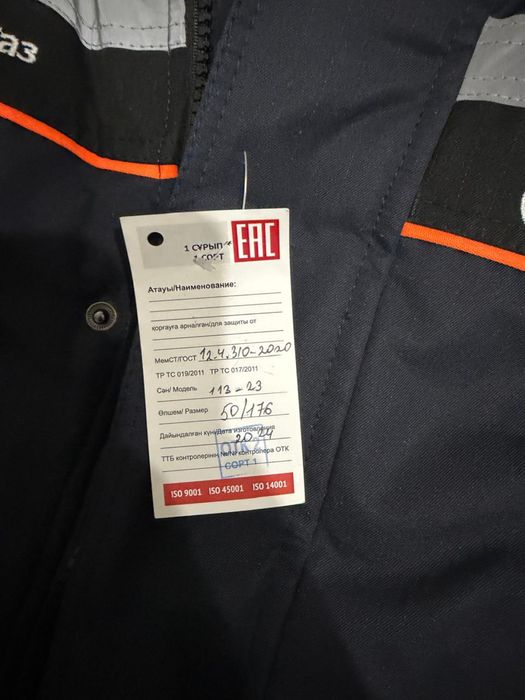 аз
1 СҰРЫП
1 СОРТ
EAC
Атауы/Наименование:
қорғауға арналған/для защиты от
МемСТ/ГОСТ 12.4.310-2020
ТР ТС 019/2011 ТР ТС 017/2011
Сән/ Модель 113-23
Өлшем/ Размер 50/176
Дайындалған күні/Дата изготовления
2024
ОТК 2
ТТБ контролерінің №/№ контролера ОТК
СОРТ 1
ISO 9001 ISO 45001 ISO 14001